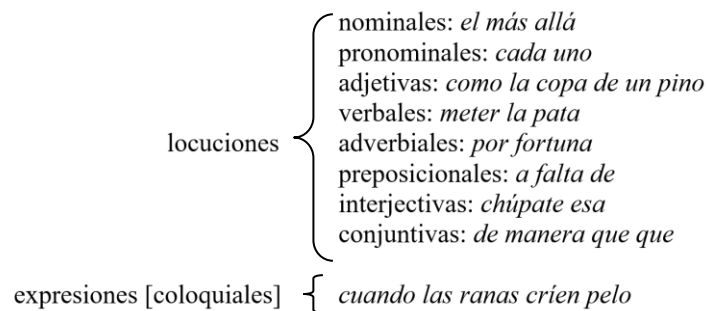 nominales: el más allá
pronominales: cada uno
adjetivas: como la copa de un pino
verbales: meter la pata
locuciones
adverbiales: por fortuna
preposicionales: a falta de
interjectivas: chúpate esa
conjuntivas: de manera que que
expresiones [coloquiales] cuando las ranas críen pelo